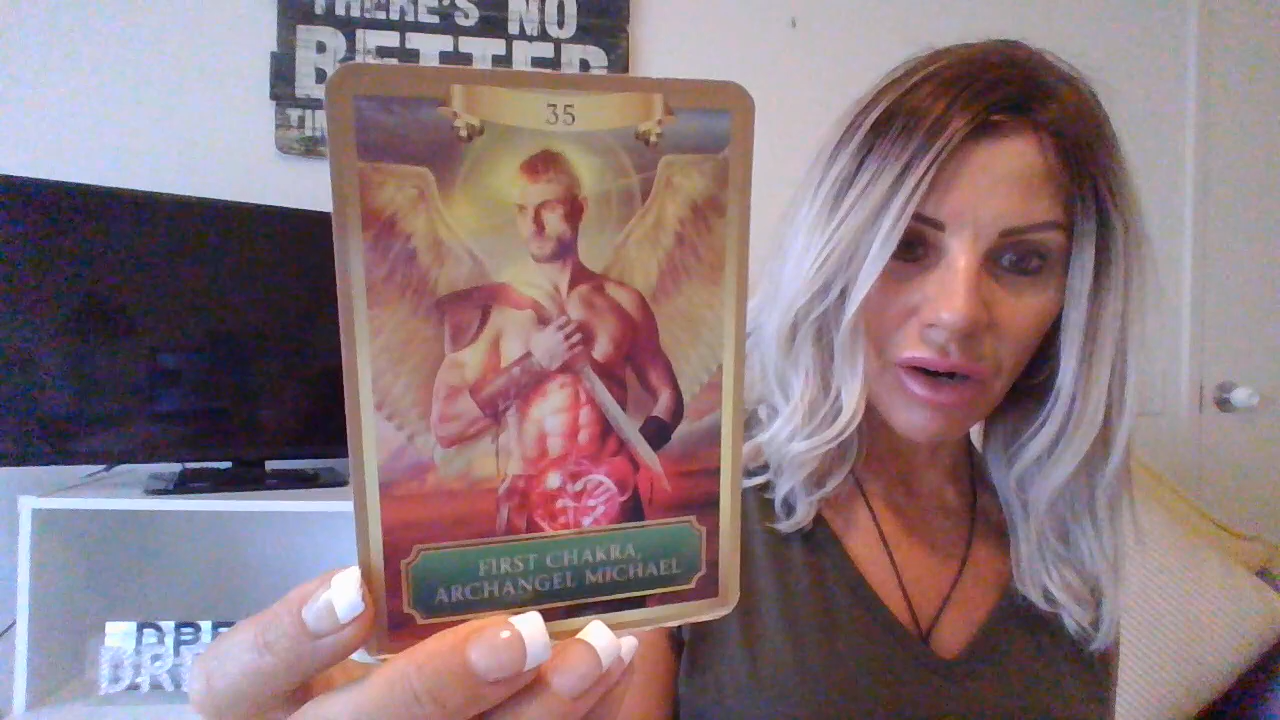 THERE'S NO
BETTER
35
FIRST CHAKRA,
ARCHANGEL MICHAEL